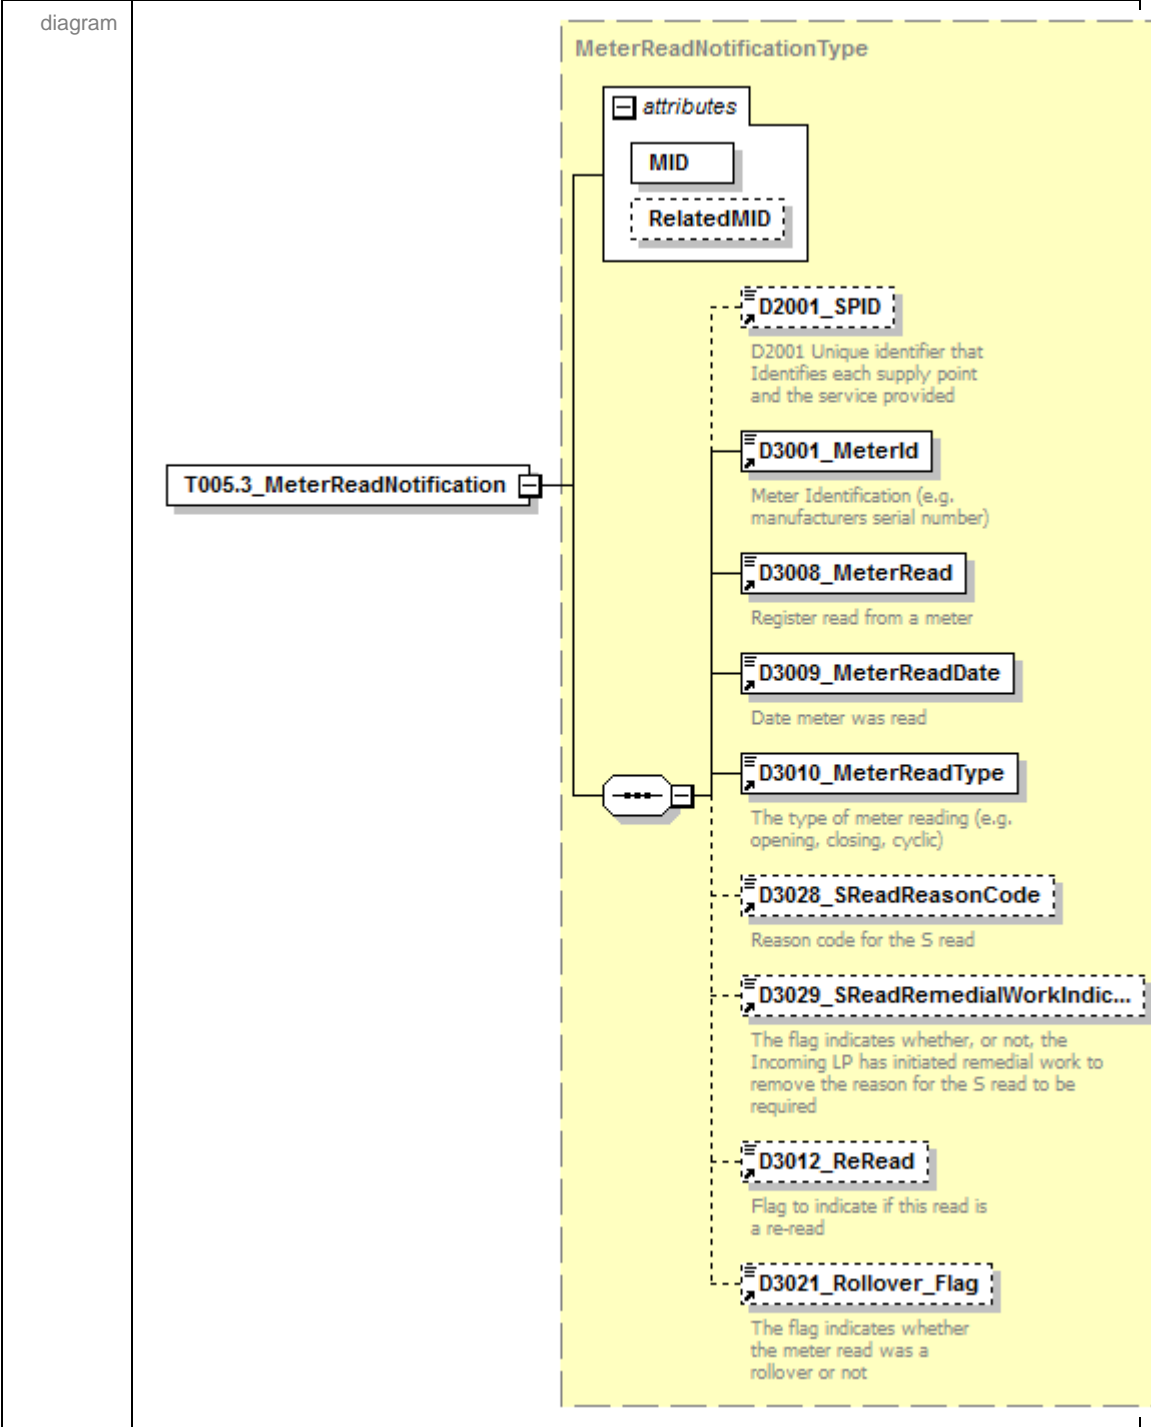 diagram
MeterReadNotificationType
attributes
MID
RelatedMID
D2001_SPID
D2001 Unique identifier that
Identifies each supply point
and the service provided
D3001_MeterId
Meter Identification (e.g.
manufacturers serial number)
T005.3_MeterReadNotification
D3008_MeterRead
Register read from a meter
D3009_MeterReadDate
Date meter was read
D3010_MeterReadType
The type of meter reading (e.g.
opening, closing, cyclic)
D3028_SReadReasonCode
Reason code for the S read
D3029_SReadRemedialWorkIndic...
The flag indicates whether, or not, the
Incoming LP has initiated remedial work to
remove the reason for the S read to be
required
D3012_ReRead
Flag to indicate if this read is
a re-read
D3021_Rollover_Flag
The flag indicates whether
the meter read was a
rollover or not